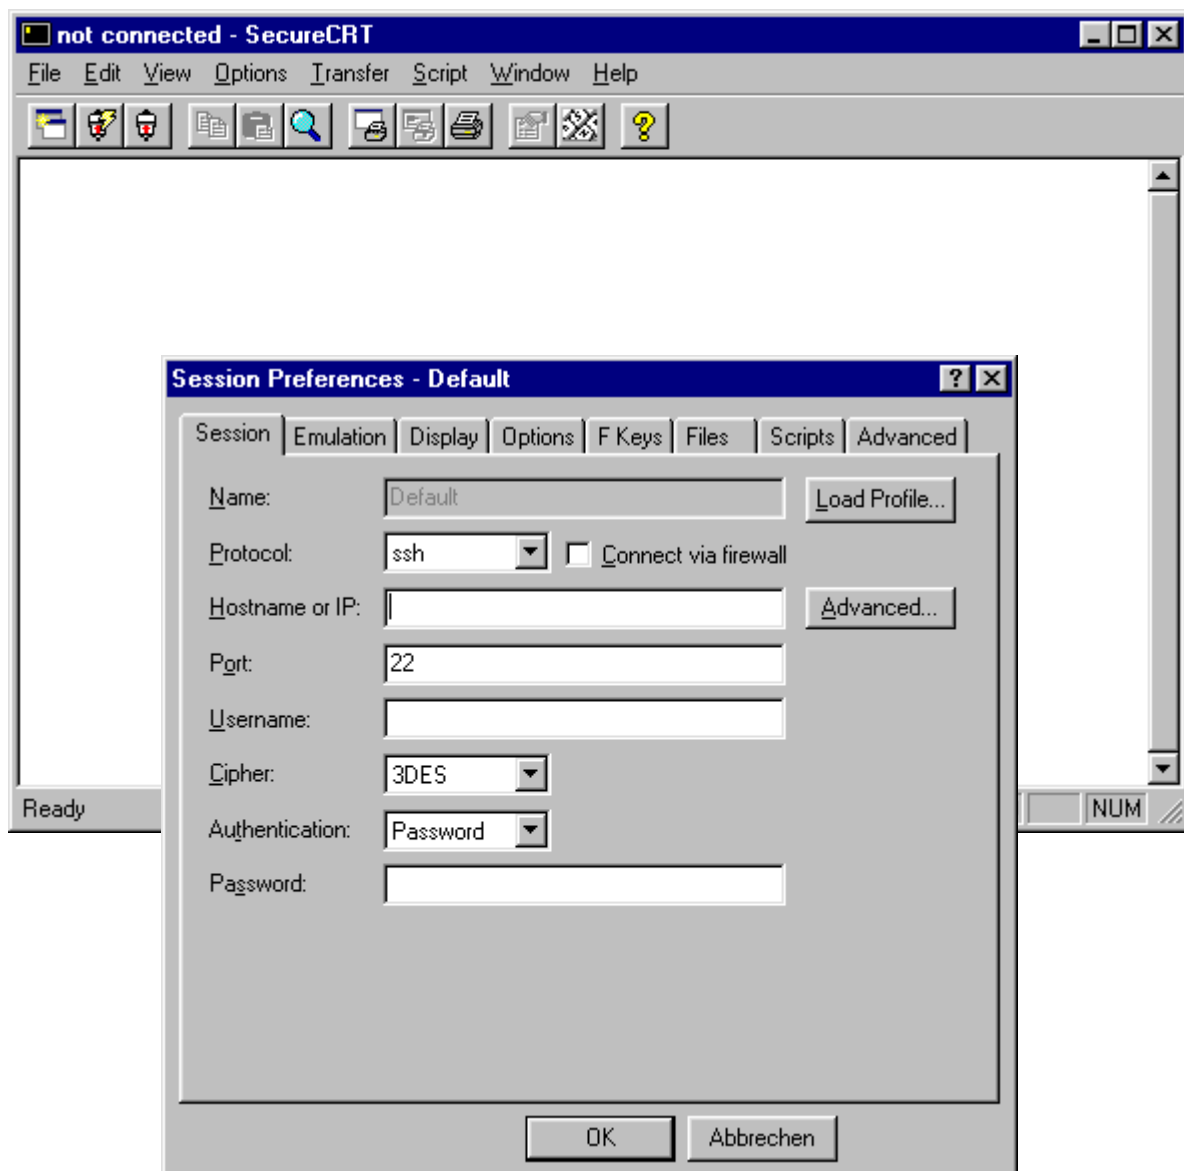 not connected - SecureCRT
File Edit View Options Transfer Script Window Help
Session Preferences - Default
Session Emulation Display Options F Keys Files Scripts Advanced
Name: Default Load Profile...
Protocol: ssh Connect via firewall
Hostname or IP: Advanced...
Port: 22
Username:
Cipher: 3DES
Ready NUM
Authentication: Password
Password:
OK Abbrechen